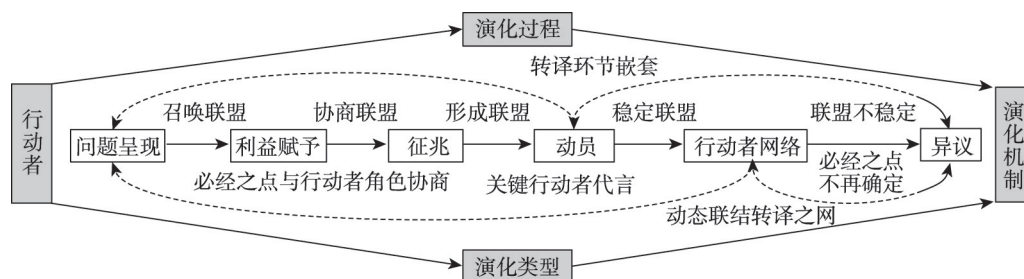 演化过程
转译环节嵌套
行动者
召唤联盟
协商联盟
形成联盟
稳定联盟
联盟不稳定
演化机制
问题呈现
利益赋予
征兆
动员
行动者网络
异议
必经之点与行动者角色协商
关键行动者代言
必经之点
不再确定
动态联结转译之网
演化类型